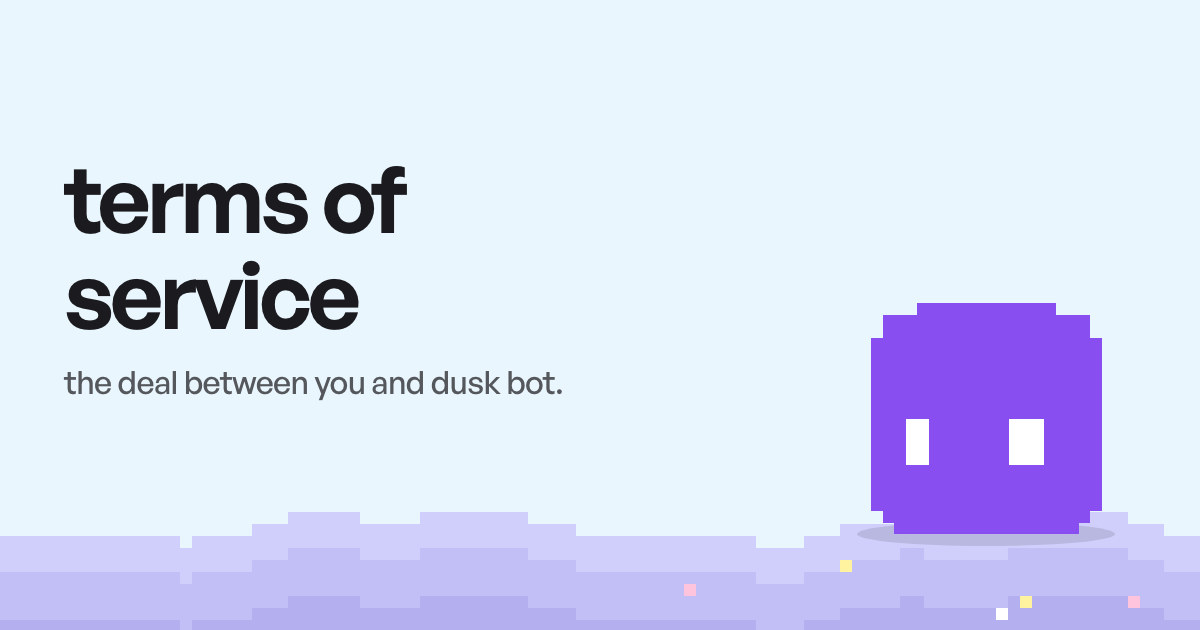 terms of
service
the deal between you and dusk bot.